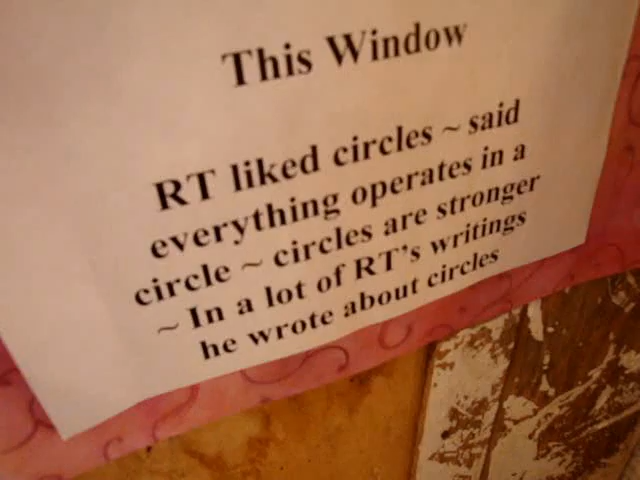 This Window
RT liked circles ~ said
everything operates in a
circle ~ circles are stronger
~ In a lot of RT's writings
he wrote about circles